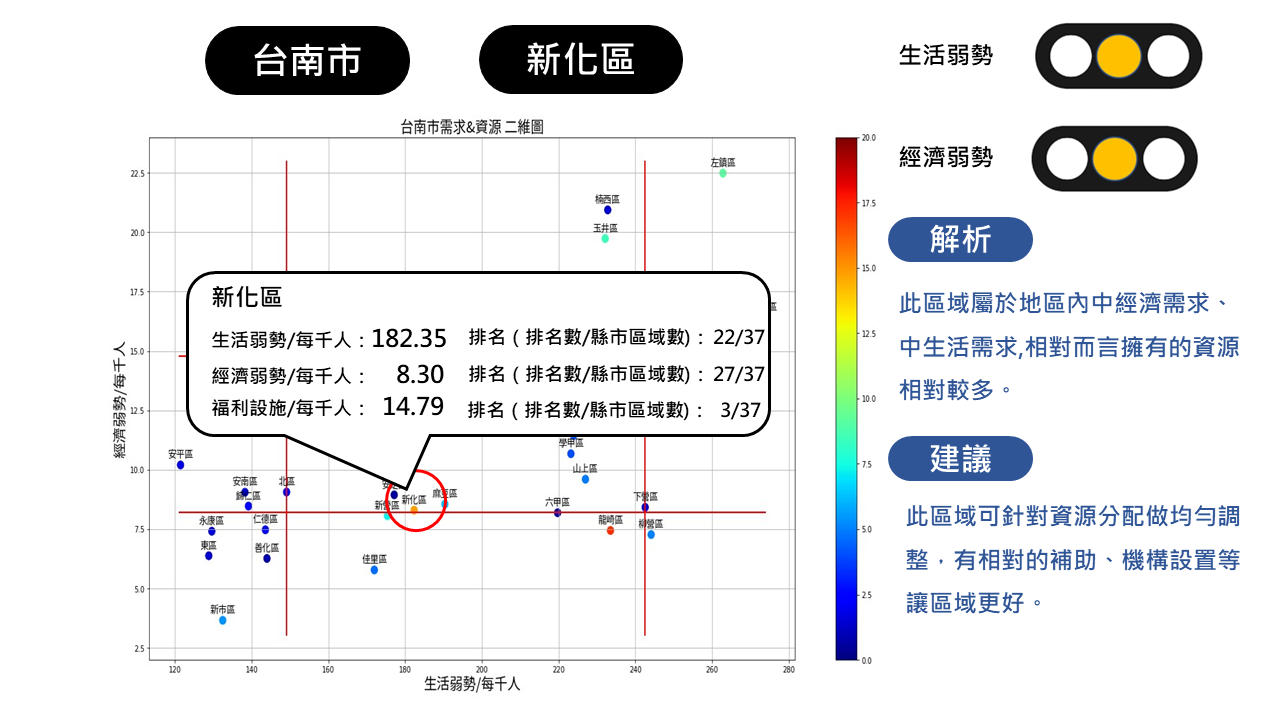 台南市
新化區
生活弱勢
經濟弱勢
台南市需求&資源 二維圖
左鎮區
楠西區
玉井區
22.5
20.0
17.5
15.0
12.5
10.0
7.5
5.0
2.5
經濟弱勢/每千人
區
新化區
生活弱勢/每千人：182.35 排名（排名數/縣市區域數)： 22/37
經濟弱勢/每千人： 8.30 排名（排名數/縣市區域數)： 27/37
福利設施/每千人： 14.79 排名（排名數/縣市區域數)： 3/37
學甲區
安平區
山上區
安南區
北區
歸仁區
新營區
新化區
麻豆區
六甲區
下營區
永康區
仁德區
龍崎區
柳營區
東區
善化區
佳里區
新市區
120 140 160 180 200 220 240 260 280
生活弱勢/每千人
20.0
17.5
15.0
12.5
10.0
7.5
5.0
2.5
0.0
解析
此區域屬於地區內中經濟需求、
中生活需求,相對而言擁有的資源
相對較多。
建議
此區域可針對資源分配做均勻調
整，有相對的補助、機構設置等
讓區域更好。